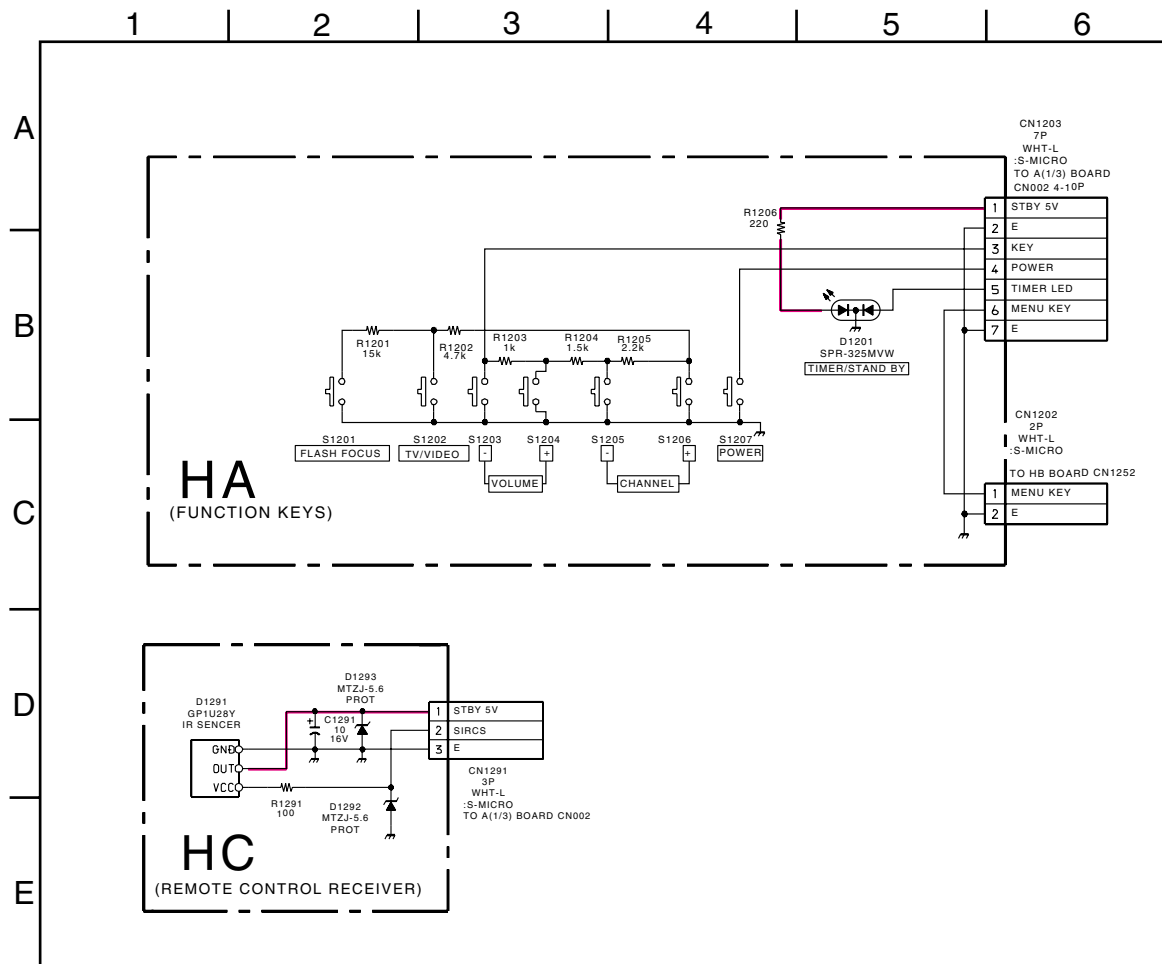 1 2 3 4 5 6
A
B
C
D
E
CN1203
7P
WHT-L
:S-MICRO
TO A(1/3) BOARD
CN002 4-10P
1 STBY 5V
2 E
3 KEY
4 POWER
5 TIMER LED
6 MENU KEY
7 E
R1206
220
D1201
SPR-325MVW
TIMER/STAND BY
R1201
15k
R1202
4.7k
R1203
1k
R1204
1.5k
R1205
2.2k
S1201
FLASH FOCUS
S1202
TV/VIDEO
S1203
-
S1204
+
VOLUME
S1205
-
S1206
+
CHANNEL
S1207
POWER
HA
(FUNCTION KEYS)
CN1202
2P
WHT-L
:S-MICRO
TO HB BOARD CN1252
1 MENU KEY
2 E
D1291
GP1U28Y
IR SENCER
GND
OUT
VCC
D1293
MTZJ-5.6
PROT
+
C1291
10
16V
R1291
100
D1292
MTZJ-5.6
PROT
1 STBY 5V
2 SIRCS
3 E
CN1291
3P
WHT-L
:S-MICRO
TO A(1/3) BOARD CN002
HC
(REMOTE CONTROL RECEIVER)